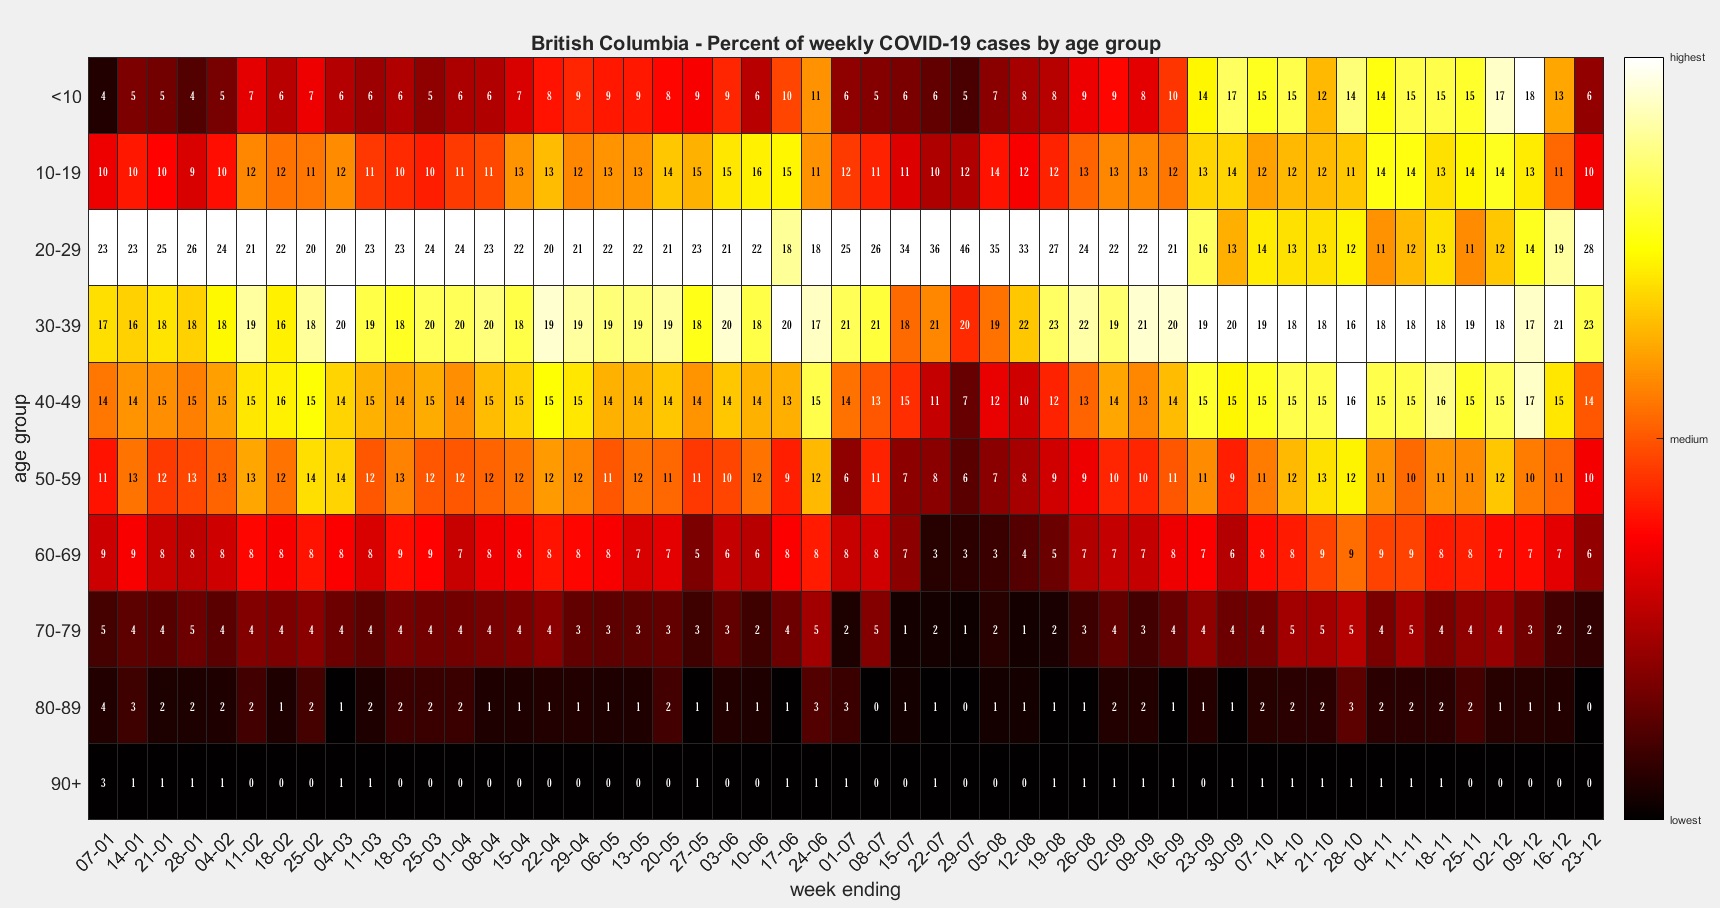 British Columbia - Percent of weekly COVID-19 cases by age group
highest
<10 4 5 5 4 5 7 6 7 6 6 6 5 6 6 7 8 9 9 9 8 9 9 6 10 11 6 5 6 6 5 7 8 8 9 9 8 10 14 17 15 15 12 14 14 15 15 15 17 18 13 6
10-19 10 10 10 9 10 12 12 11 12 11 10 10 11 11 13 13 12 13 13 14 15 15 16 15 11 12 11 11 10 12 14 12 12 13 13 13 12 13 14 12 12 12 11 14 14 13 14 14 13 11 10
20-29 23 23 25 26 24 21 22 20 20 23 23 24 24 23 22 20 21 22 22 21 23 21 22 18 18 25 26 34 36 46 35 33 27 24 22 22 21 16 13 14 13 13 12 11 12 13 11 12 14 19 28
30-39 17 16 18 18 18 19 16 18 20 19 18 20 20 20 18 19 19 19 19 19 18 20 18 20 17 21 21 18 21 20 19 22 23 22 19 21 20 19 20 19 18 18 16 18 18 18 19 18 17 21 23
40-49 14 14 15 15 15 15 16 15 14 15 14 15 14 15 15 15 15 14 14 14 14 14 14 13 15 14 13 15 11 7 12 10 12 13 14 13 14 15 15 15 15 15 16 15 15 16 15 15 17 15 14
medium
50-59 11 13 12 13 13 13 12 14 14 12 13 12 12 12 12 12 12 11 12 11 11 10 12 9 12 6 11 7 8 6 7 8 9 9 10 10 11 11 9 11 12 13 12 11 10 11 11 12 10 11 10
60-69 9 9 8 8 8 8 8 8 8 8 9 9 7 8 8 8 8 8 7 7 5 6 6 8 8 8 8 7 3 3 3 4 5 7 7 7 8 7 6 8 8 9 9 9 9 8 8 7 7 7 6
70-79 5 4 4 5 4 4 4 4 4 4 4 4 4 4 4 4 3 3 3 3 3 3 2 4 5 2 5 1 2 1 2 1 2 3 4 3 4 4 4 4 5 5 5 4 5 4 4 4 3 2 2
80-89 4 3 2 2 2 2 1 2 1 2 2 2 2 1 1 1 1 1 1 2 1 1 1 1 3 3 0 1 1 0 1 1 1 1 2 2 1 1 1 2 2 2 3 2 2 2 2 1 1 1 0
90+ 3 1 1 1 1 0 0 0 1 1 0 0 0 0 0 0 0 0 0 0 1 0 0 1 1 1 0 0 1 0 0 0 1 1 1 1 1 0 1 1 1 1 1 1 1 1 0 0 0 0 0
lowest
07-01 14-01 21-01 28-01 04-02 11-02 18-02 25-02 04-03 11-03 18-03 25-03 01-04 08-04 15-04 22-04 29-04 06-05 13-05 20-05 27-05 03-06 10-06 17-06 24-06 01-07 08-07 15-07 22-07 29-07 05-08 12-08 19-08 26-08 02-09 09-09 16-09 23-09 30-09 07-10 14-10 21-10 28-10 04-11 11-11 18-11 25-11 02-12 09-12 16-12 23-12
week ending
age group